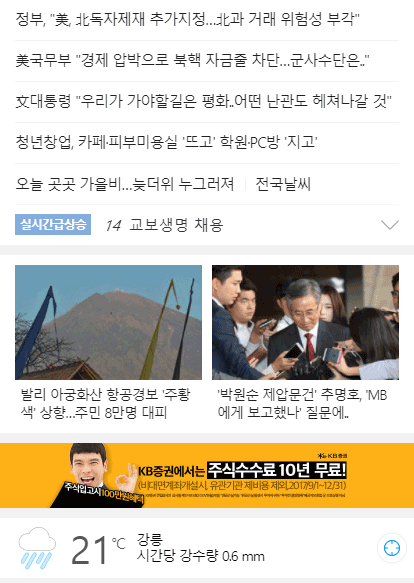 정부, "美, 北독자제재 추가지정…北과 거래 위험성 부각"
美국무부 "경제 압박으로 북핵 자금줄 차단…군사수단은.."
文대통령 "우리가 가야할길은 평화..어떤 난관도 헤쳐나갈 것"
청년창업, 카페·피부미용실 '뜨고' 학원·PC방 '지고'
오늘 곳곳 가을비…늦더위 누그러져 | 전국날씨
실시간급상승 14 교보생명 채용
발리 아궁화산 항공경보 '주황
색' 상향…주민 8만명 대피
'박원순 제압문건' 추명호, 'MB
에게 보고했나' 질문에..
KB증권
KB증권에서는 주식수수료 10년 무료!
(비대면계좌개설시, 유관기관 제비용 제외,2017/9/1~12/31)
주식입고시100만원혜택
21℃
강릉
시간당 강수량 0.6 mm